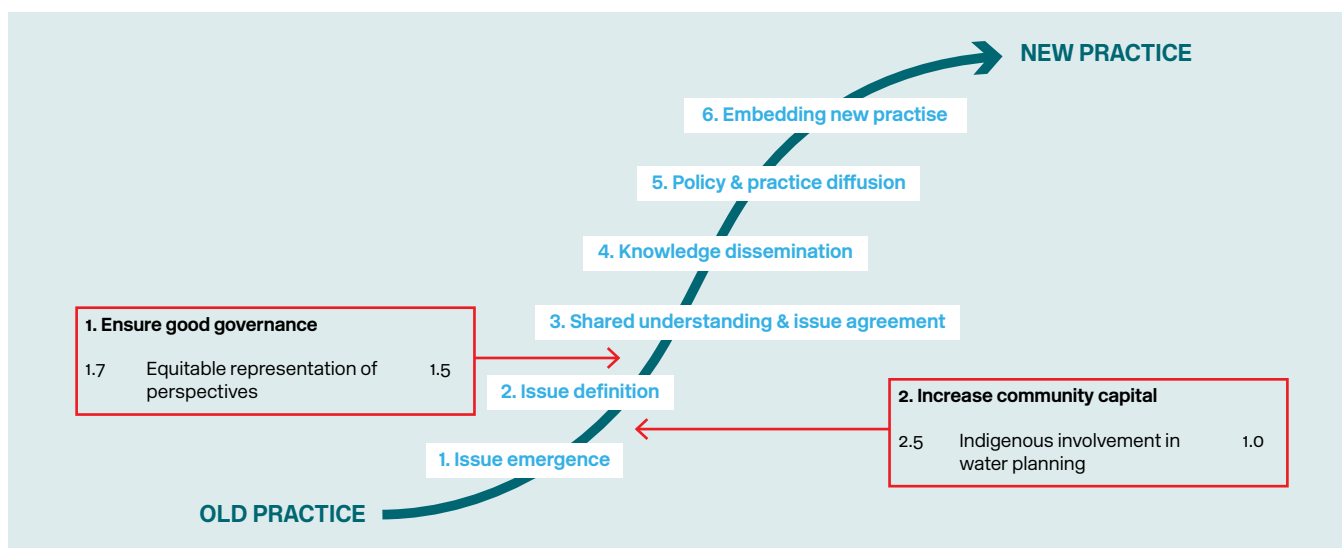 NEW PRACTICE
6. Embedding new practise
5. Policy & practice diffusion
4. Knowledge dissemination
3. Shared understanding & issue agreement
2. Issue definition
1. Issue emergence
OLD PRACTICE
1. Ensure good governance
1.7 Equitable representation of 1.5
perspectives
2. Increase community capital
2.5 Indigenous involvement in 1.0
water planning